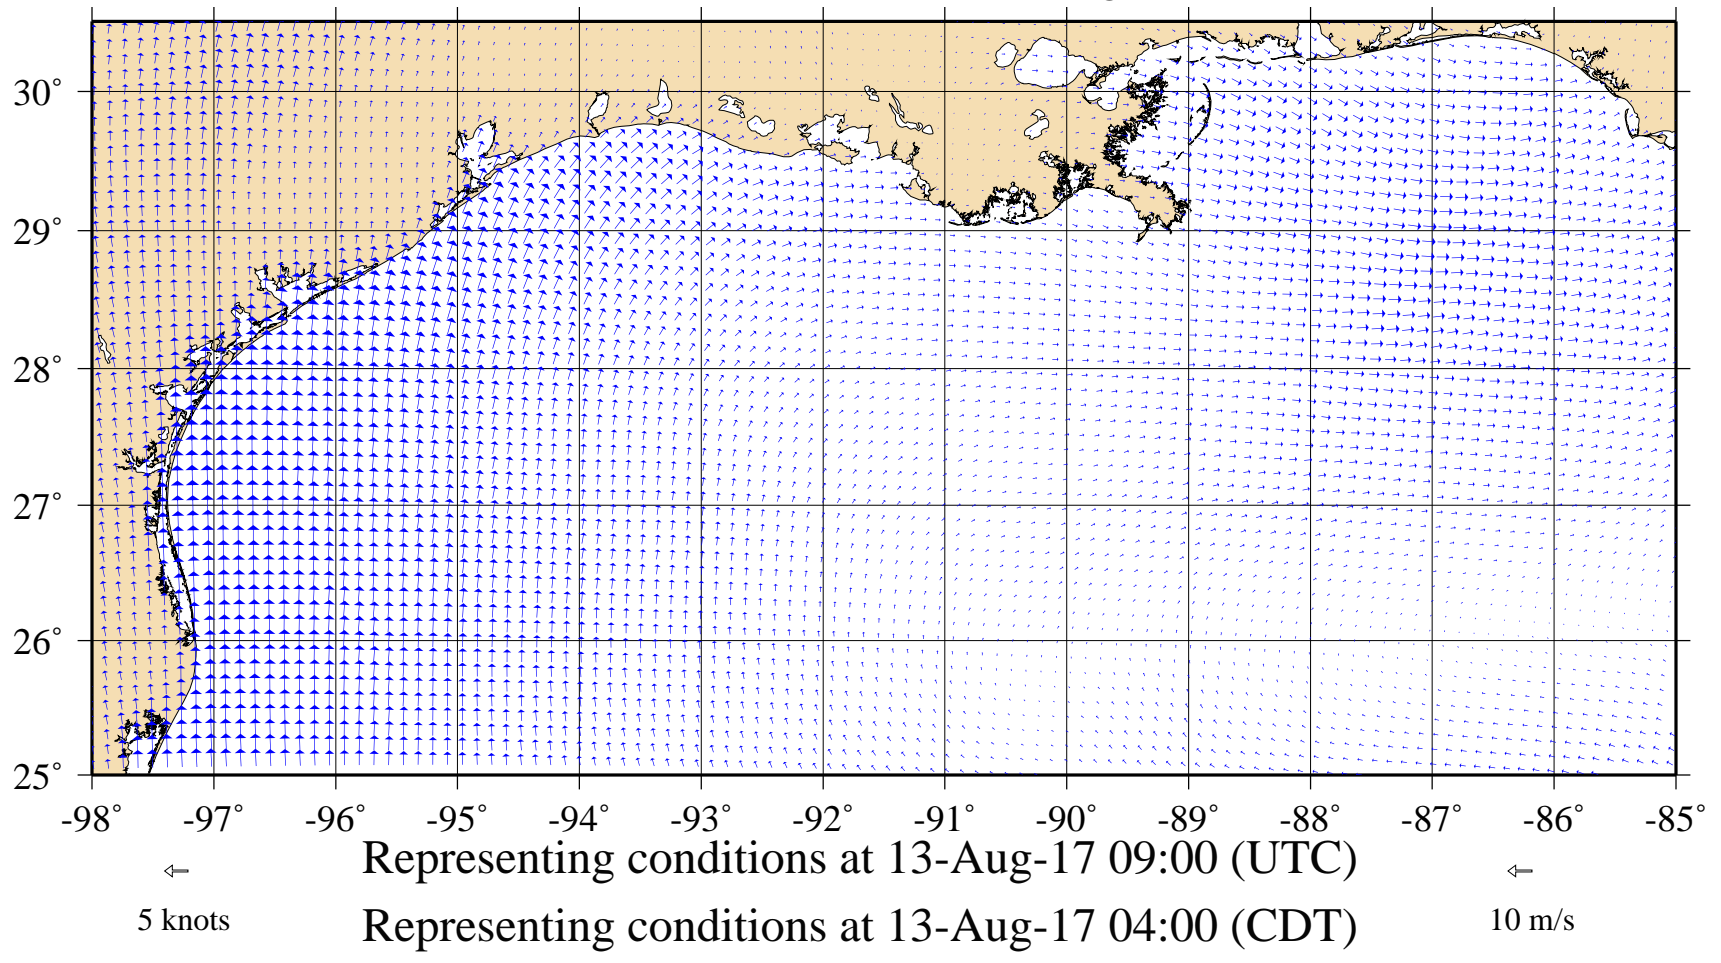 30°
29°
28°
27°
26°
25°
-98° -97° -96° -95° -94° -93° -92° -91° -90° -89° -88° -87° -86° -85°
Representing conditions at 13-Aug-17 09:00 (UTC)
5 knots
Representing conditions at 13-Aug-17 04:00 (CDT)
10 m/s